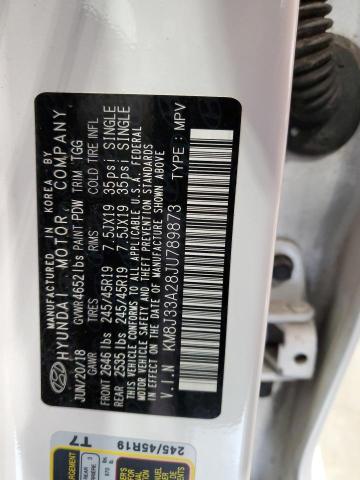 MANUFACTURED IN KOREA BY
HYUNDAI MOTOR COMPANY
JUN/20/18 GVWR 4652 lbs PAINT PDW TRIM TGG
GAWR TIRES RIMS COLD TIRE INFL
FRONT 2646 lbs 245/45R19 7.5JX19 35psi SINGLE
REAR 2535 lbs 245/45R19 7.5JX19 35psi SINGLE
THIS VEHICLE CONFORMS TO ALL APPLICABLE U.S.A. FEDERAL
MOTOR VEHICLE SAFETY, BUMPER, AND THEFT PREVENTION STANDARDS
IN EFFECT ON THE DATE OF MANUFACTURE SHOWN ABOVE.
V.I.N : KM8J33A28JU789873 TYPE : MPV
245/45R19
T7
REAR 3